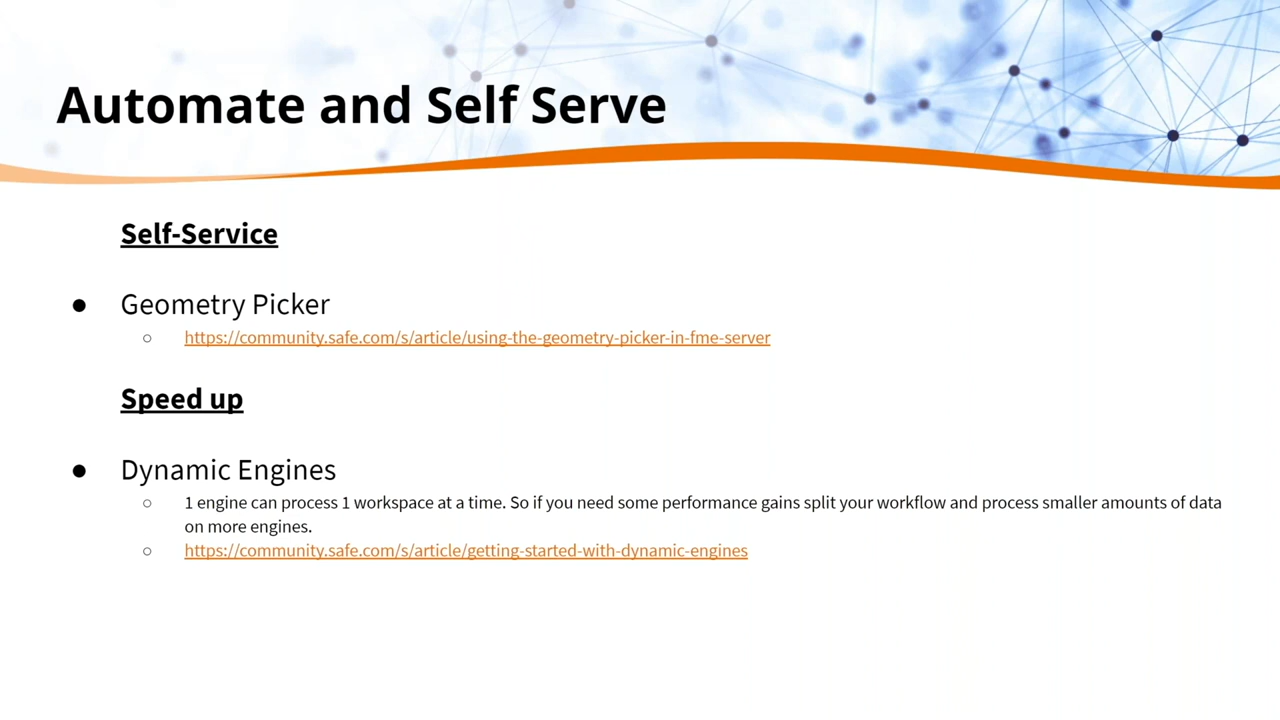 Automate and Self Serve
Self-Service
● Geometry Picker
○ https://community.safe.com/s/article/using-the-geometry-picker-in-fme-server
Speed up
● Dynamic Engines
○ 1 engine can process 1 workspace at a time. So if you need some performance gains split your workflow and process smaller amounts of data
on more engines.
○ https://community.safe.com/s/article/getting-started-with-dynamic-engines